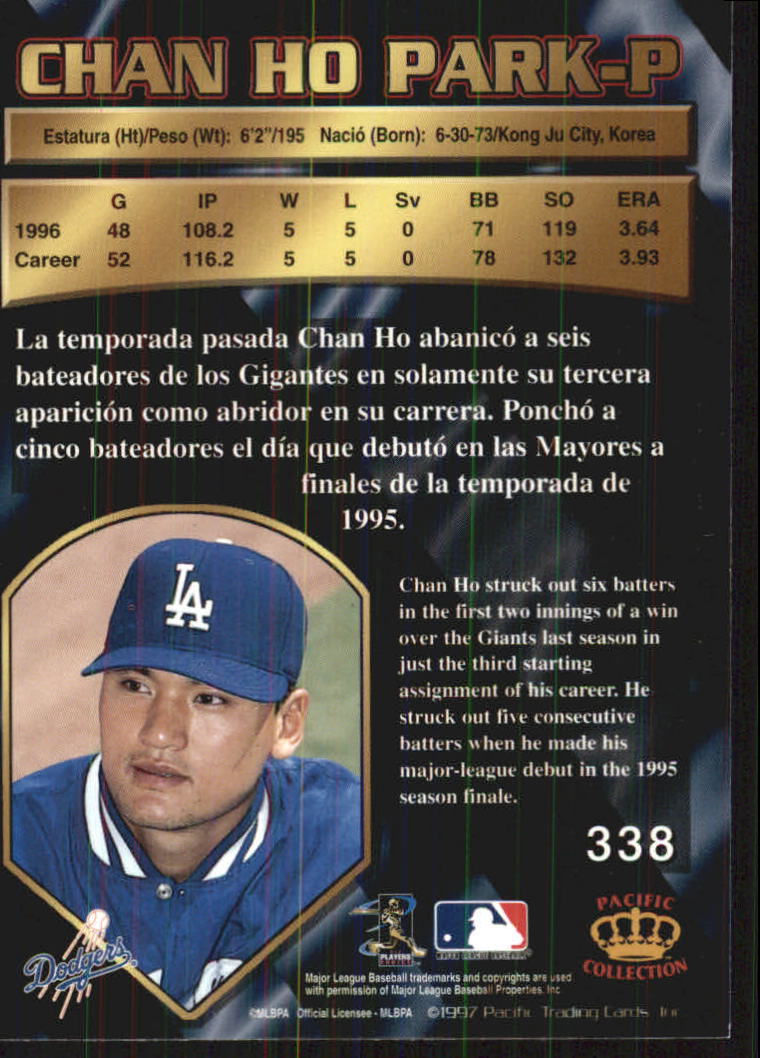 CHAN HO PARK-P
Estatura (Ht)/Peso (Wt): 6'2"/195 Nació (Born): 6-30-73/Kong Ju City, Korea
G IP W L Sv BB SO ERA
1996 48 108.2 5 5 0 71 119 3.64
Career 52 116.2 5 5 0 78 132 3.93
La temporada pasada Chan Ho abanicó a seis
bateadores de los Gigantes en solamente su tercera
aparición como abridor en su carrera. Ponchó a
cinco bateadores el día que debutó en las Mayores a
finales de la temporada de
1995.
LA
Chan Ho struck out six batters
in the first two innings of a win
over the Giants last season in
just the third starting
assignment of his career. He
struck out five consecutive
batters when he made his
major-league debut in the 1995
season finale.
338
Dodgers
PLAYERS
CHOICE
MAJOR LEAGUE BASEBALL
PACIFIC
COLLECTION
Major League Baseball trademarks and copyrights are used
with permission of Major League Baseball Properties, Inc.
©MLBPA Official Licensee - MLBPA ©1997 Pacific Trading Cards, Inc.